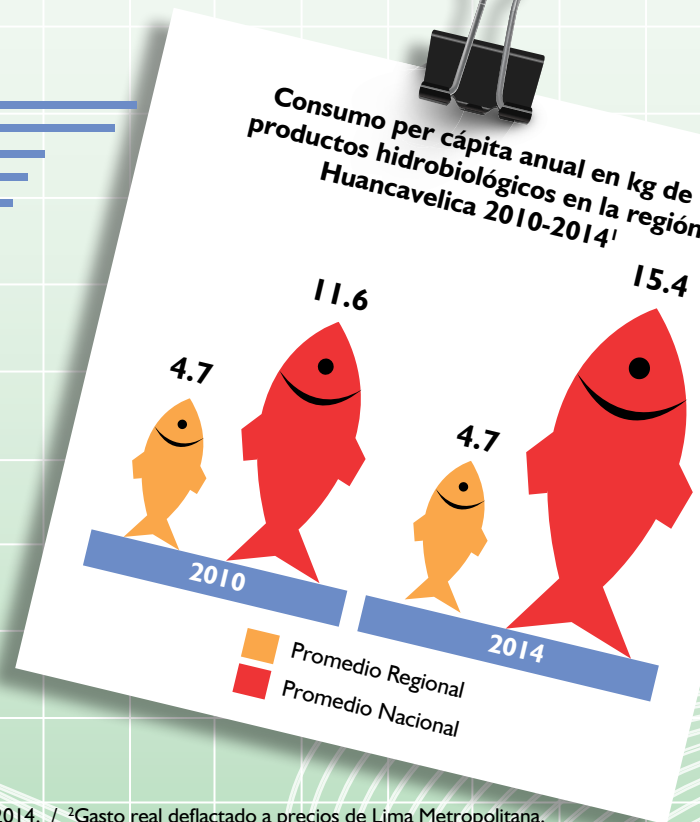 Consumo per cápita anual en kg de
productos hidrobiológicos en la región
Huancavelica 2010-2014¹
4.7
11.6
4.7
15.4
2010
2014
Promedio Regional
Promedio Nacional
2014. / ²Gasto real deflactado a precios de Lima Metropolitana.